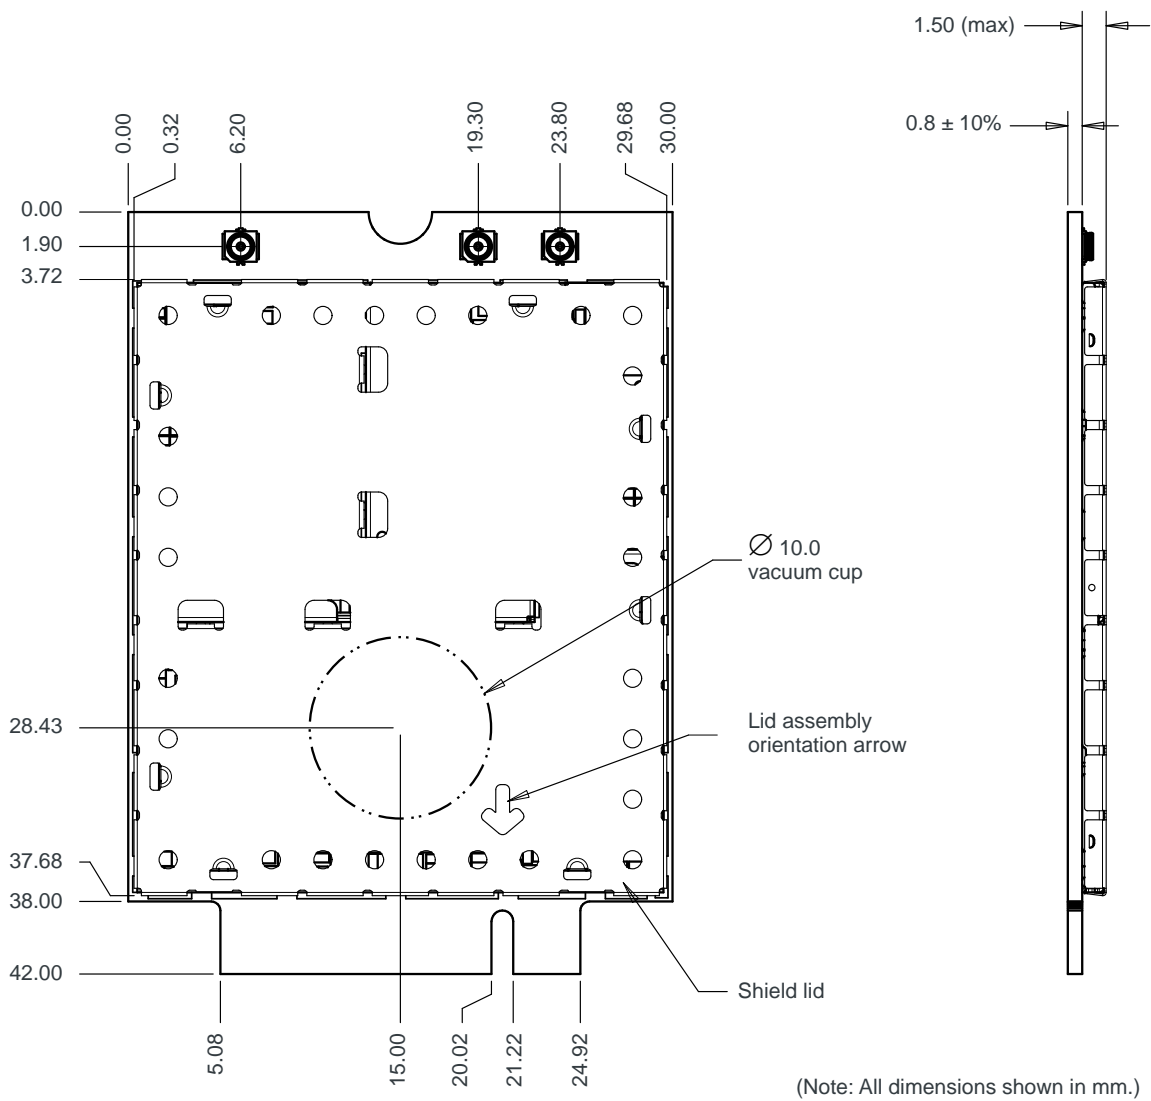 1.50 (max)
0.8 ± 10%
0.00
0.32
6.20
19.30
23.80
29.68
30.00
0.00
1.90
3.72
Ø 10.0
vacuum cup
28.43
Lid assembly
orientation arrow
37.68
38.00
42.00
Shield lid
5.08
15.00
20.02
21.22
24.92
(Note: All dimensions shown in mm.)